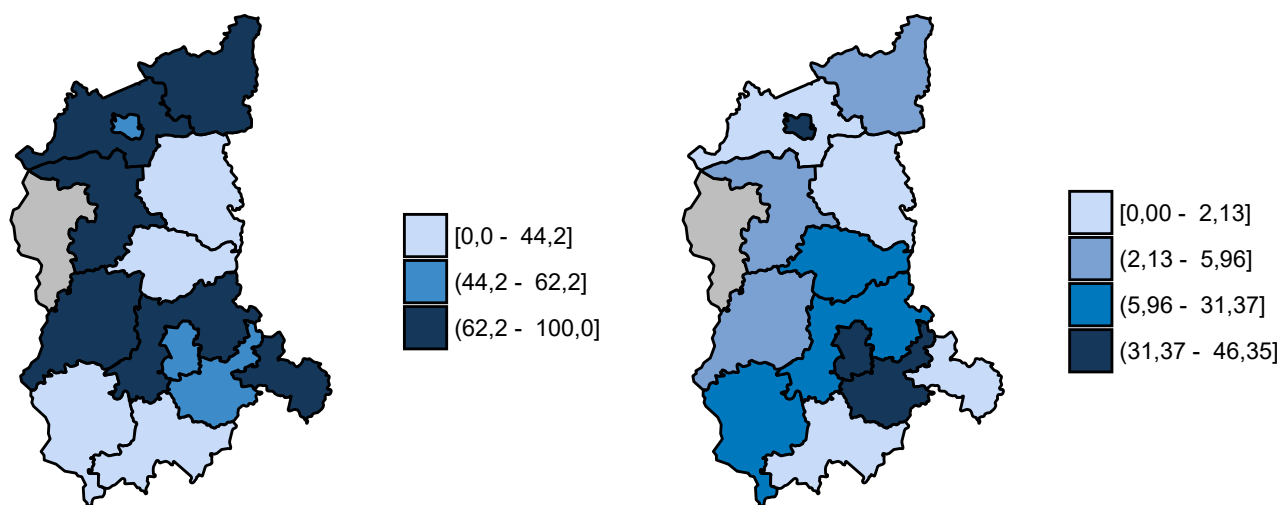 [0,0 -  44,2]
(44,2 -  62,2]
(62,2 -  100,0]
[0,00 -  2,13]
(2,13 -  5,96]
(5,96 -  31,37]
(31,37 -  46,35]